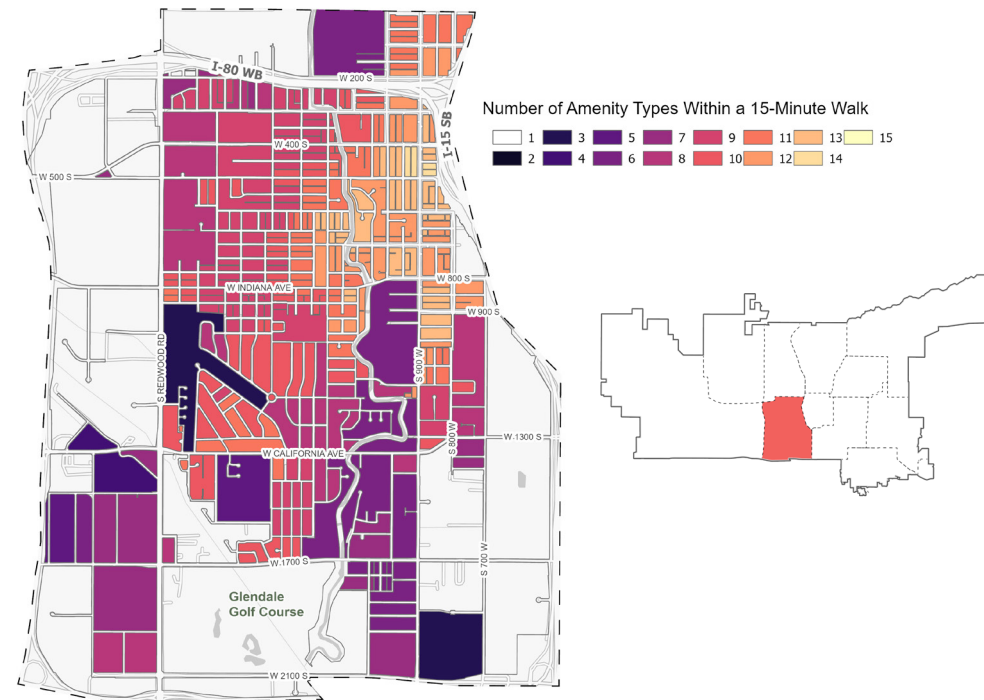 I-80 WB
W 200 S
I-15 SB
Number of Amenity Types Within a 15-Minute Walk
1 3 5 7 9 11 13 15
2 4 6 8 10 12 14
W 400 S
W 500 S
W 800 S
W INDIANA AVE
W 900 S
S REDWOOD RD
S 900 W
S 800 W
W 1300 S
W CALIFORNIA AVE
S 700 W
W 1700 S
Glendale
Golf Course
W 2100 S